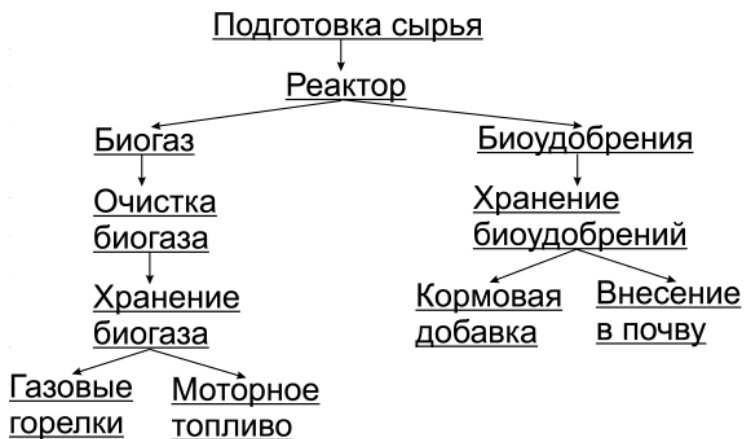 Подготовка сырья
Реактор
Биогаз
Биоудобрения
Очистка
биогаза
Хранение
биоудобрений
Хранение
биогаза
Кормовая
добавка
Внесение
в почву
Газовые
горелки
Моторное
топливо